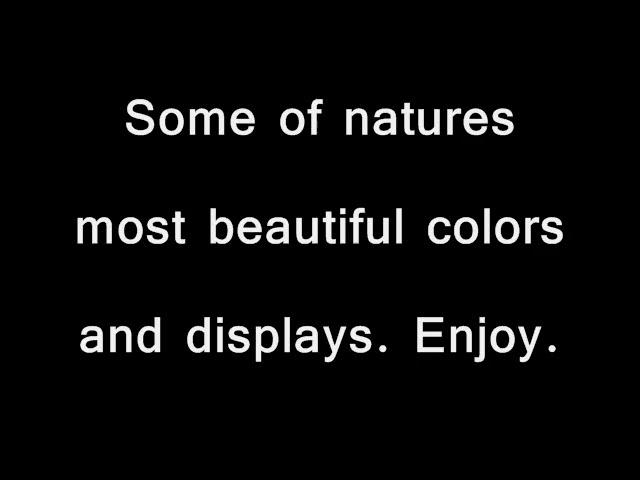 Some of natures
most beautiful colors
and displays. Enjoy.